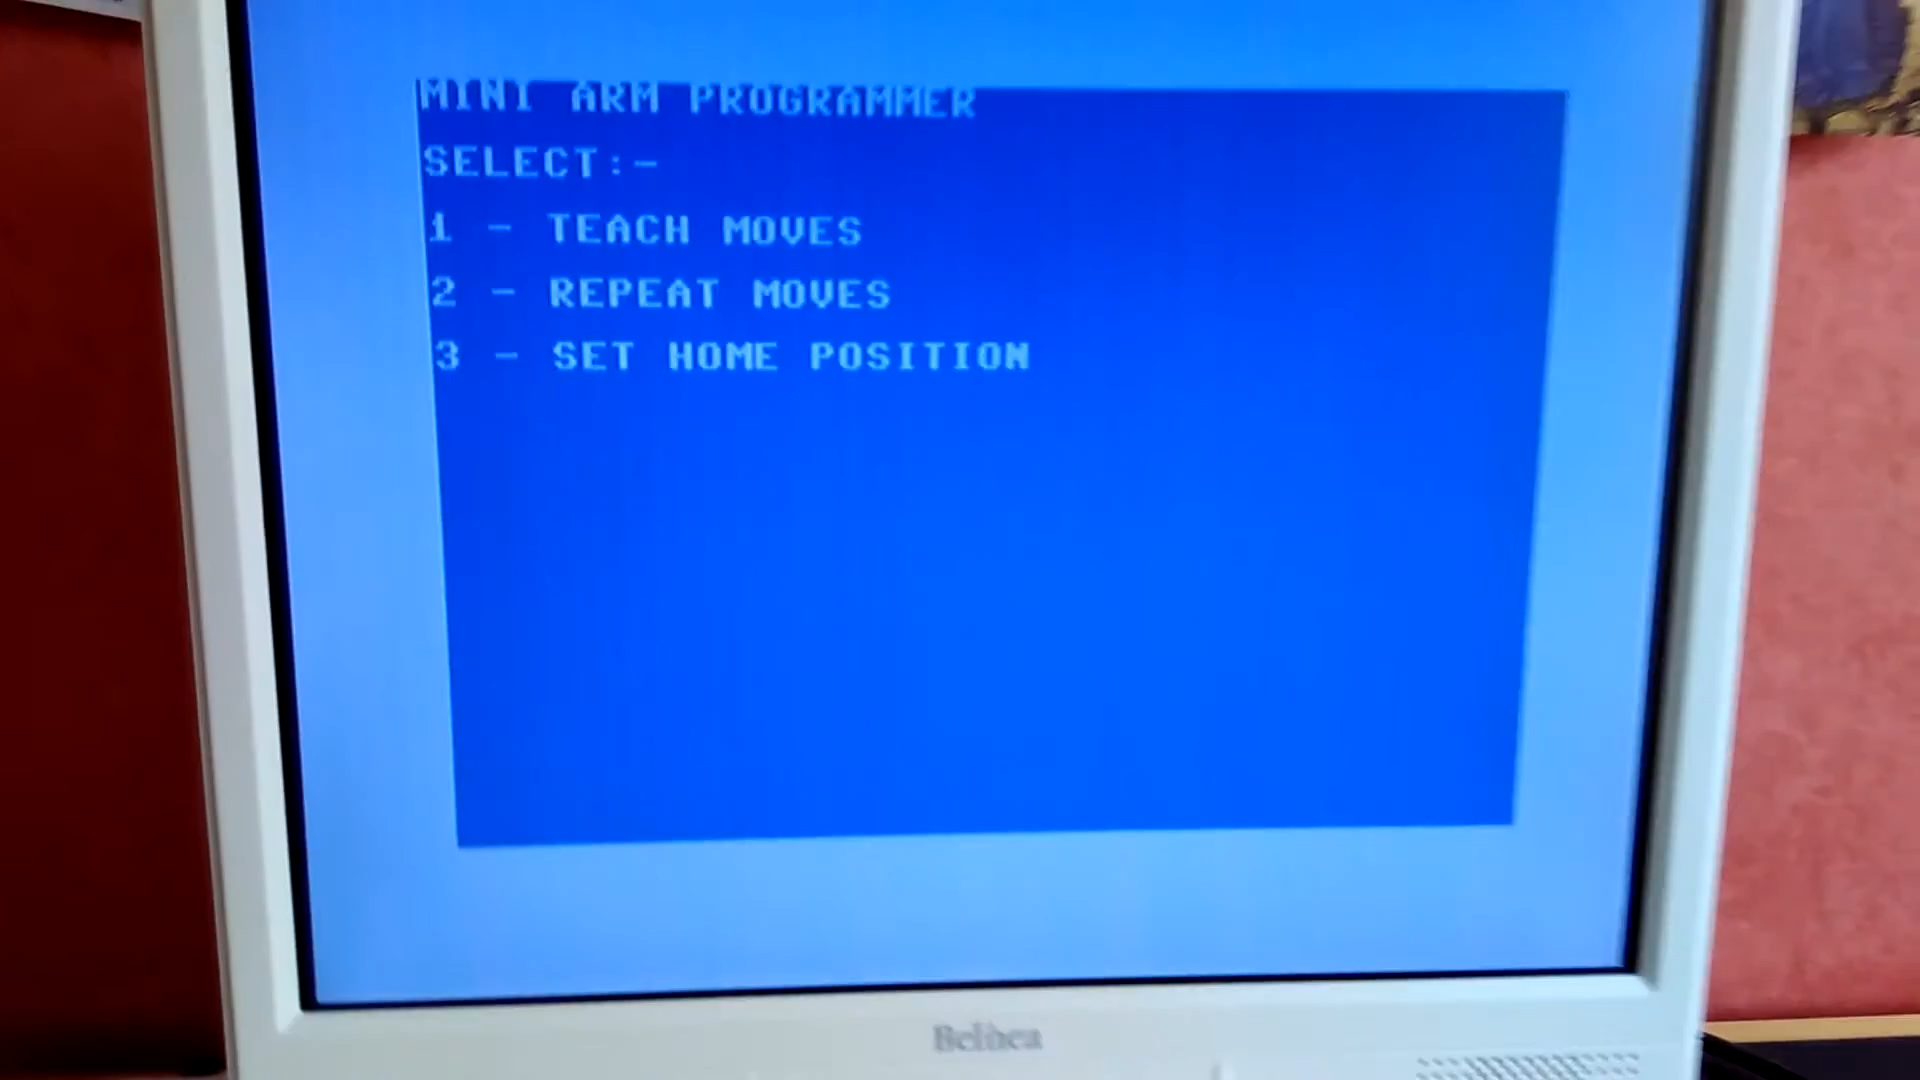 MINI ARM PROGRAMMER
SELECT:-
1 - TEACH MOVES
2 - REPEAT MOVES
3 - SET HOME POSITION
Belinea